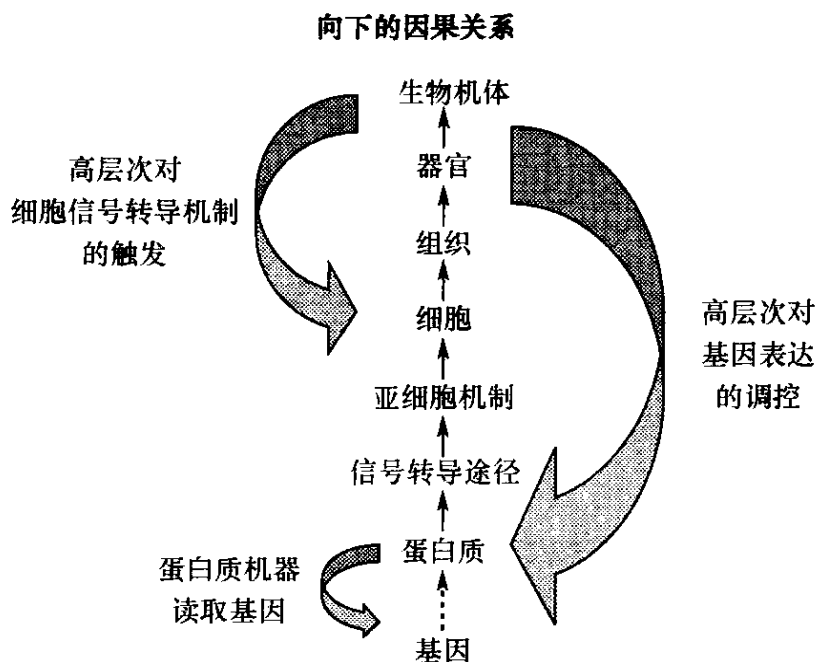 向下的因果关系
生物机体
器官
组织
细胞
亚细胞机制
信号转导途径
蛋白质
基因
高层次对
细胞信号转导机制
的触发
高层次对
基因表达
的调控
蛋白质机器
读取基因